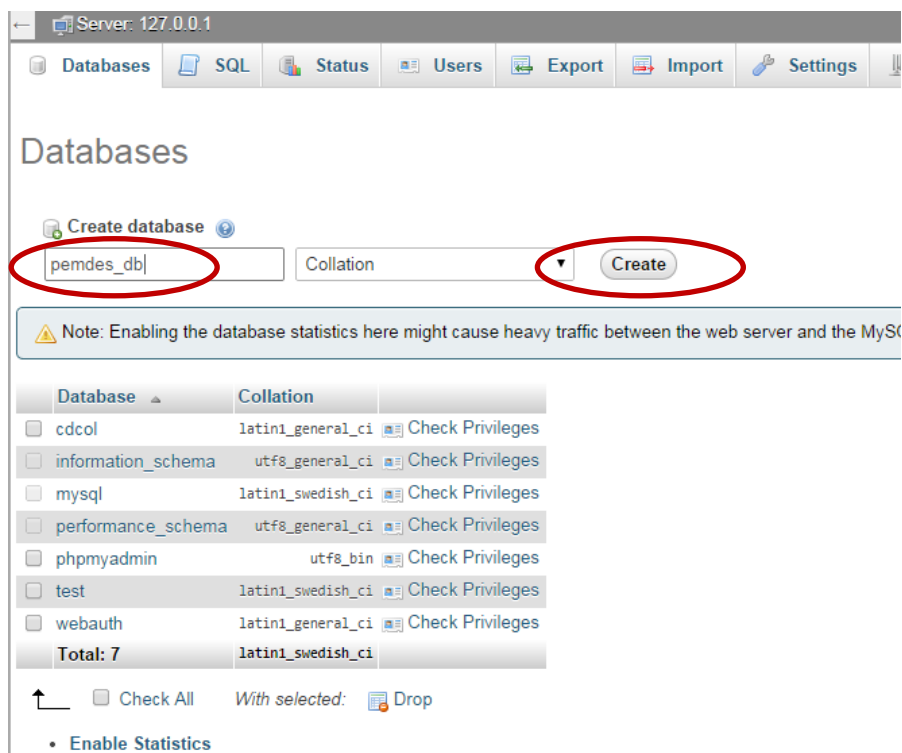 Server: 127.0.0.1
Databases SQL Status Users Export Import Settings
Databases
Create database
pemdes_db Collation Create
Note: Enabling the database statistics here might cause heavy traffic between the web server and the MySQ
Database Collation
cdcol latin1_general_ci Check Privileges
information_schema utf8_general_ci Check Privileges
mysql latin1_swedish_ci Check Privileges
performance_schema utf8_general_ci Check Privileges
phpmyadmin utf8_bin Check Privileges
test latin1_swedish_ci Check Privileges
webauth latin1_general_ci Check Privileges
Total: 7 latin1_swedish_ci
Check All With selected: Drop
Enable Statistics